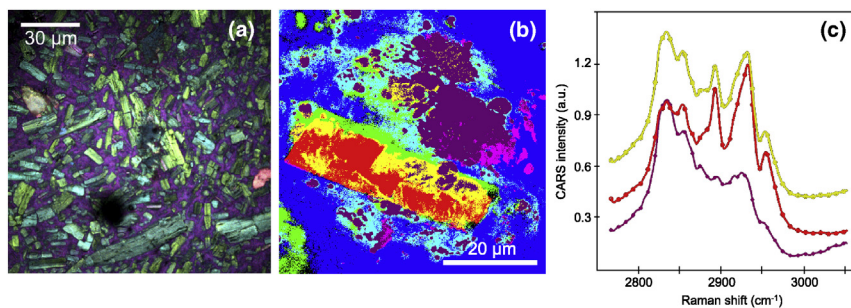 (a)
30 µm
(b)
20 µm
(c)
CARS intensity (a.u.)
1.2
0.9
0.6
0.3
2800
2900
3000
Raman shift (cm⁻¹)